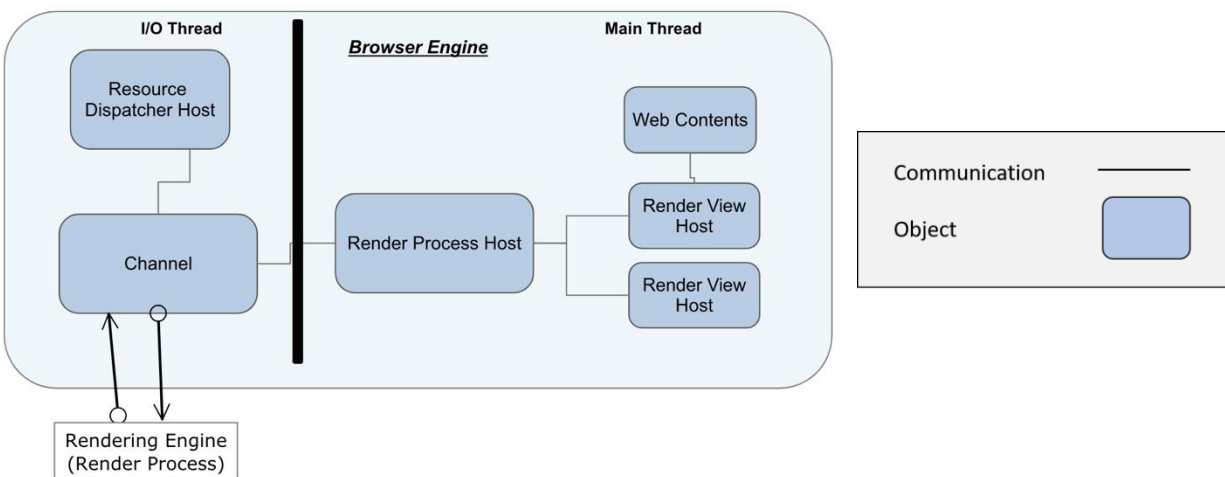 I/O Thread
Main Thread
Browser Engine
Resource
Dispatcher Host
Web Contents
Channel
Render Process Host
Render View
Host
Render View
Host
Rendering Engine
(Render Process)
Communication
Object